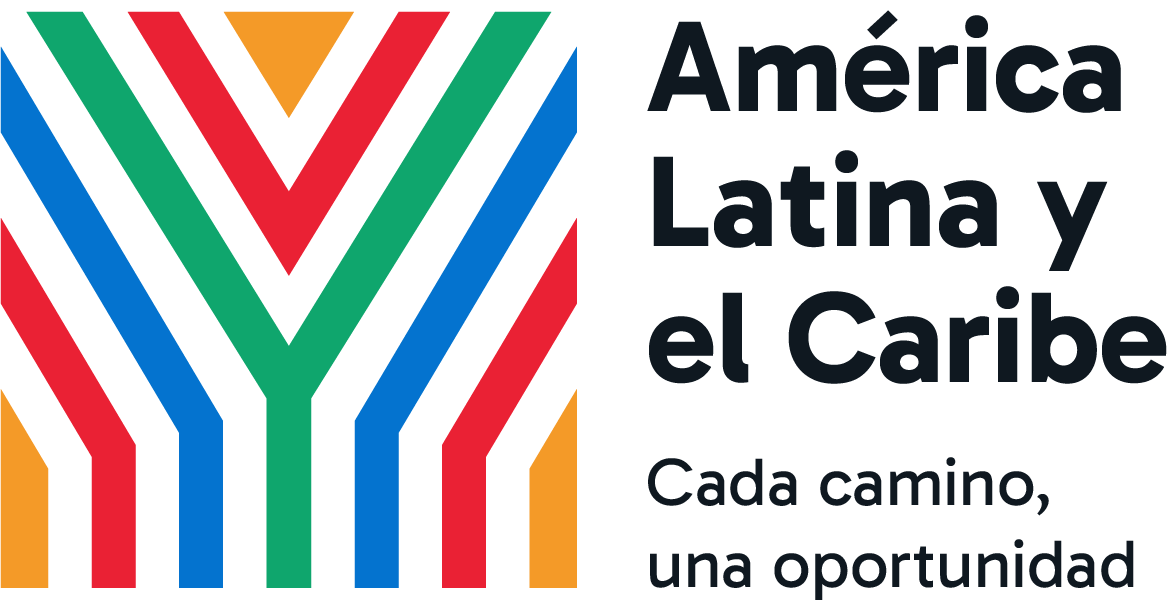 América
Latina y
el Caribe
Cada camino,
una oportunidad